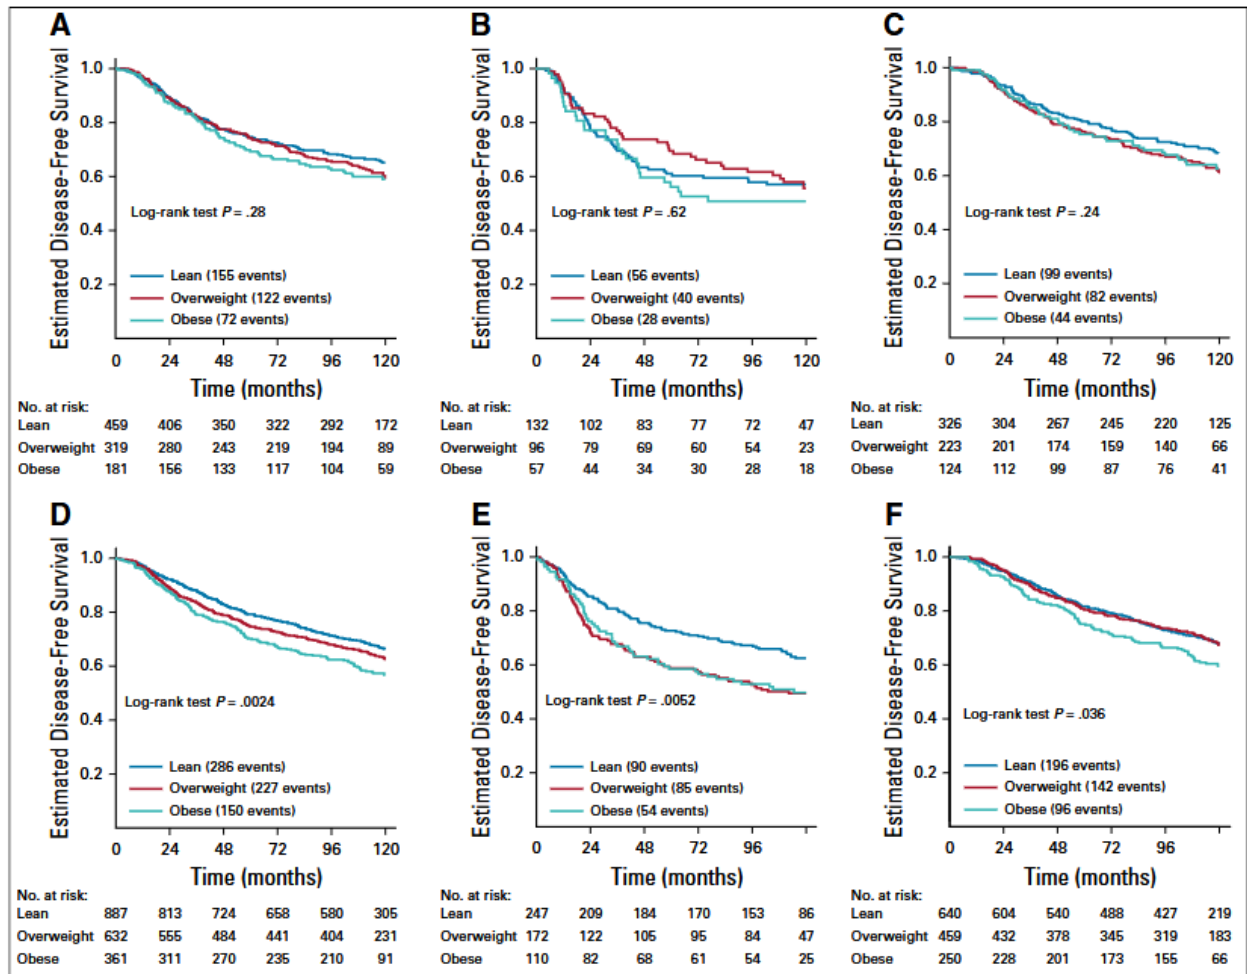 A
Estimated Disease-Free Survival
1.0
0.8
0.6
0.4
0.2
Log-rank test P = .28
Lean (155 events)
Overweight (122 events)
Obese (72 events)
0 24 48 72 96 120
Time (months)
No. at risk:
Lean 459 406 350 322 292 172
Overweight 319 280 243 219 194 89
Obese 181 156 133 117 104 59
B
Estimated Disease-Free Survival
1.0
0.8
0.6
0.4
0.2
Log-rank test P = .62
Lean (56 events)
Overweight (40 events)
Obese (28 events)
0 24 48 72 96 120
Time (months)
No. at risk:
Lean 132 102 83 77 72 47
Overweight 96 79 69 60 54 23
Obese 57 44 34 30 28 18
C
Estimated Disease-Free Survival
1.0
0.8
0.6
0.4
0.2
Log-rank test P = .24
Lean (99 events)
Overweight (82 events)
Obese (44 events)
0 24 48 72 96 120
Time (months)
No. at risk:
Lean 326 304 267 245 220 125
Overweight 223 201 174 159 140 66
Obese 124 112 99 87 76 41
D
Estimated Disease-Free Survival
1.0
0.8
0.6
0.4
0.2
Log-rank test P = .0024
Lean (286 events)
Overweight (227 events)
Obese (150 events)
0 24 48 72 96 120
Time (months)
No. at risk:
Lean 887 813 724 658 580 305
Overweight 632 555 484 441 404 231
Obese 361 311 270 235 210 91
E
Estimated Disease-Free Survival
1.0
0.8
0.6
0.4
0.2
Log-rank test P = .0052
Lean (90 events)
Overweight (85 events)
Obese (54 events)
0 24 48 72 96
Time (months)
No. at risk:
Lean 247 209 184 170 153 86
Overweight 172 122 105 95 84 47
Obese 110 82 68 61 54 25
F
Estimated Disease-Free Survival
1.0
0.8
0.6
0.4
0.2
Log-rank test P = .036
Lean (196 events)
Overweight (142 events)
Obese (96 events)
0 24 48 72 96
Time (months)
No. at risk:
Lean 640 604 540 488 427 219
Overweight 459 432 378 345 319 183
Obese 250 228 201 173 155 66